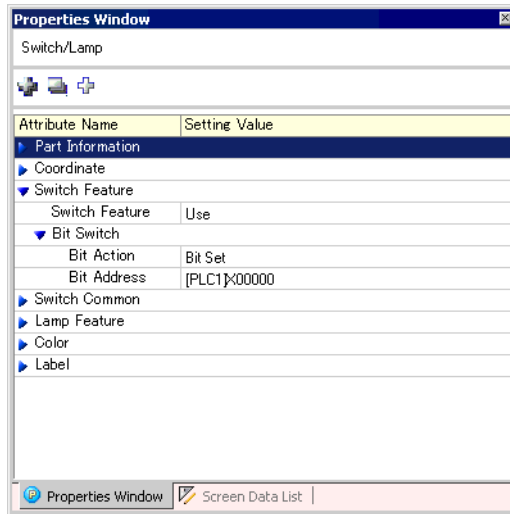 Properties Window
Switch/Lamp
Attribute Name Setting Value
Part Information
Coordinate
Switch Feature
Switch Feature Use
Bit Switch
Bit Action Bit Set
Bit Address [PLC1]X00000
Switch Common
Lamp Feature
Color
Label
Properties Window Screen Data List